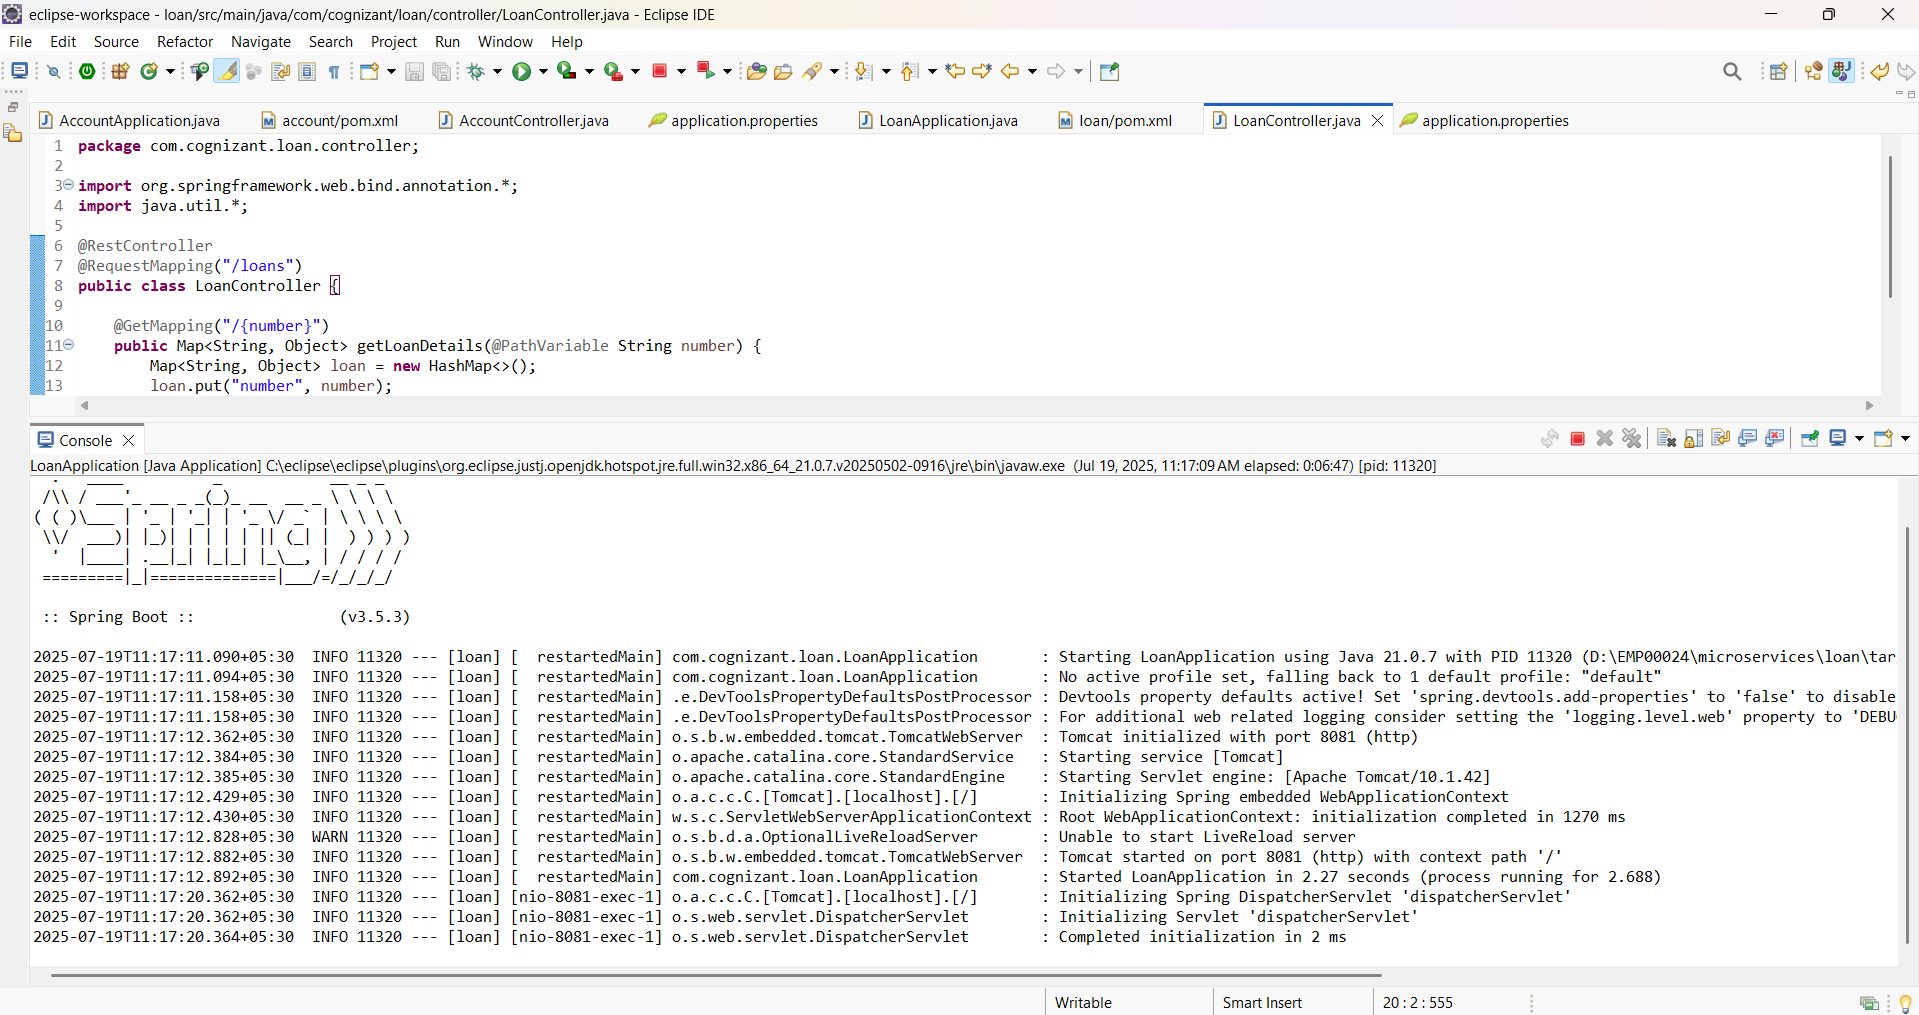 eclipse-workspace - loan/src/main/java/com/cognizant/loan/controller/LoanController.java - Eclipse IDE
File Edit Source Refactor Navigate Search Project Run Window Help
AccountApplication.java account/pom.xml AccountController.java application.properties LoanApplication.java loan/pom.xml LoanController.java application.properties
1 package com.cognizant.loan.controller;
2
3 import org.springframework.web.bind.annotation.*;
4 import java.util.*;
5
6 @RestController
7 @RequestMapping("/loans")
8 public class LoanController {
9
10 @GetMapping("/{number}")
11 public Map<String, Object> getLoanDetails(@PathVariable String number) {
12 Map<String, Object> loan = new HashMap<>();
13 loan.put("number", number);
Console
LoanApplication [Java Application] C:\eclipse\eclipse\plugins\org.eclipse.justj.openjdk.hotspot.jre.full.win32.x86_64_21.0.7.v20250502-0916\jre\bin\javaw.exe (Jul 19, 2025, 11:17:09 AM elapsed: 0:06:47) [pid: 11320]
:: Spring Boot :: (v3.5.3)
2025-07-19T11:17:11.090+05:30 INFO 11320 --- [loan] [ restartedMain] com.cognizant.loan.LoanApplication : Starting LoanApplication using Java 21.0.7 with PID 11320 (D:\EMP00024\microservices\loan\tar
2025-07-19T11:17:11.094+05:30 INFO 11320 --- [loan] [ restartedMain] com.cognizant.loan.LoanApplication : No active profile set, falling back to 1 default profile: "default"
2025-07-19T11:17:11.158+05:30 INFO 11320 --- [loan] [ restartedMain] .e.DevToolsPropertyDefaultsPostProcessor : Devtools property defaults active! Set 'spring.devtools.add-properties' to 'false' to disable
2025-07-19T11:17:11.158+05:30 INFO 11320 --- [loan] [ restartedMain] .e.DevToolsPropertyDefaultsPostProcessor : For additional web related logging consider setting the 'logging.level.web' property to 'DEBU
2025-07-19T11:17:12.362+05:30 INFO 11320 --- [loan] [ restartedMain] o.s.b.w.embedded.tomcat.TomcatWebServer : Tomcat initialized with port 8081 (http)
2025-07-19T11:17:12.384+05:30 INFO 11320 --- [loan] [ restartedMain] o.apache.catalina.core.StandardService : Starting service [Tomcat]
2025-07-19T11:17:12.385+05:30 INFO 11320 --- [loan] [ restartedMain] o.apache.catalina.core.StandardEngine : Starting Servlet engine: [Apache Tomcat/10.1.42]
2025-07-19T11:17:12.429+05:30 INFO 11320 --- [loan] [ restartedMain] o.a.c.c.C.[Tomcat].[localhost].[/] : Initializing Spring embedded WebApplicationContext
2025-07-19T11:17:12.430+05:30 INFO 11320 --- [loan] [ restartedMain] w.s.c.ServletWebServerApplicationContext : Root WebApplicationContext: initialization completed in 1270 ms
2025-07-19T11:17:12.828+05:30 WARN 11320 --- [loan] [ restartedMain] o.s.b.d.a.OptionalLiveReloadServer : Unable to start LiveReload server
2025-07-19T11:17:12.882+05:30 INFO 11320 --- [loan] [ restartedMain] o.s.b.w.embedded.tomcat.TomcatWebServer : Tomcat started on port 8081 (http) with context path '/'
2025-07-19T11:17:12.892+05:30 INFO 11320 --- [loan] [ restartedMain] com.cognizant.loan.LoanApplication : Started LoanApplication in 2.27 seconds (process running for 2.688)
2025-07-19T11:17:20.362+05:30 INFO 11320 --- [loan] [nio-8081-exec-1] o.a.c.c.C.[Tomcat].[localhost].[/] : Initializing Spring DispatcherServlet 'dispatcherServlet'
2025-07-19T11:17:20.362+05:30 INFO 11320 --- [loan] [nio-8081-exec-1] o.s.web.servlet.DispatcherServlet : Initializing Servlet 'dispatcherServlet'
2025-07-19T11:17:20.364+05:30 INFO 11320 --- [loan] [nio-8081-exec-1] o.s.web.servlet.DispatcherServlet : Completed initialization in 2 ms
Writable Smart Insert 20 : 2 : 555